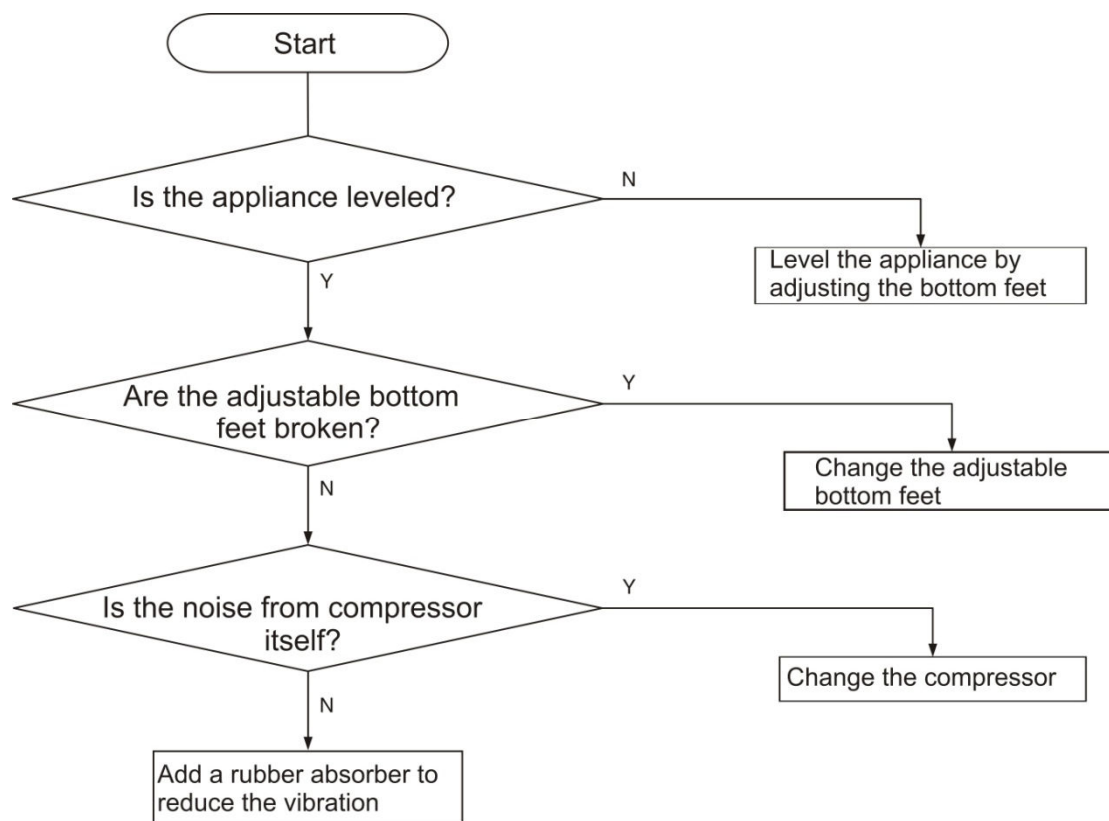 Start
Is the appliance leveled?
N
Level the appliance by
adjusting the bottom feet
Y
Are the adjustable bottom
feet broken?
Y
Change the adjustable
bottom feet
N
Is the noise from compressor
itself?
Y
Change the compressor
N
Add a rubber absorber to
reduce the vibration